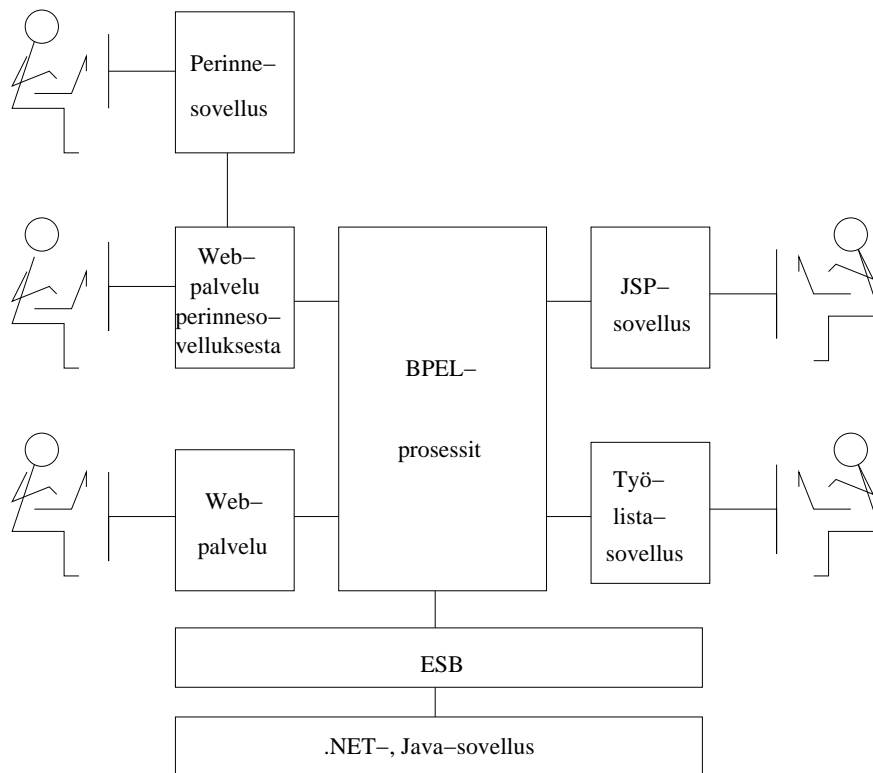 Perinne–
sovellus
Web–
palvelu
perinneso–
velluksesta
BPEL–
prosessit
JSP–
sovellus
Web–
palvelu
Työ–
lista–
sovellus
ESB
.NET–, Java–sovellus